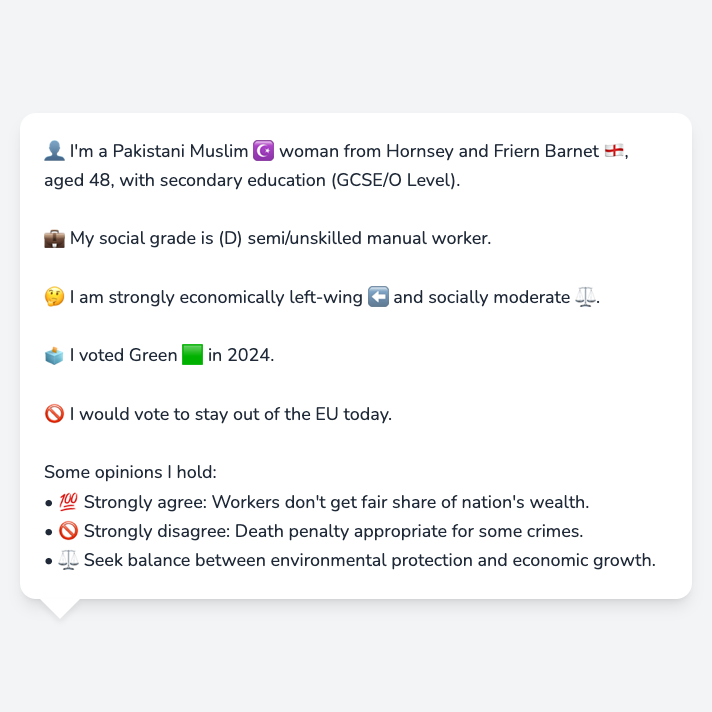 👤 I'm a Pakistani Muslim ☪️ woman from Hornsey and Friern Barnet 🏴󠁧󠁢󠁥󠁮󠁧󠁿,
aged 48, with secondary education (GCSE/O Level).
💼 My social grade is (D) semi/unskilled manual worker.
🤔 I am strongly economically left-wing ⬅️ and socially moderate ⚖️.
🗳️ I voted Green 🟩 in 2024.
🚫 I would vote to stay out of the EU today.
Some opinions I hold:
• 💯 Strongly agree: Workers don't get fair share of nation's wealth.
• 🚫 Strongly disagree: Death penalty appropriate for some crimes.
• ⚖️ Seek balance between environmental protection and economic growth.